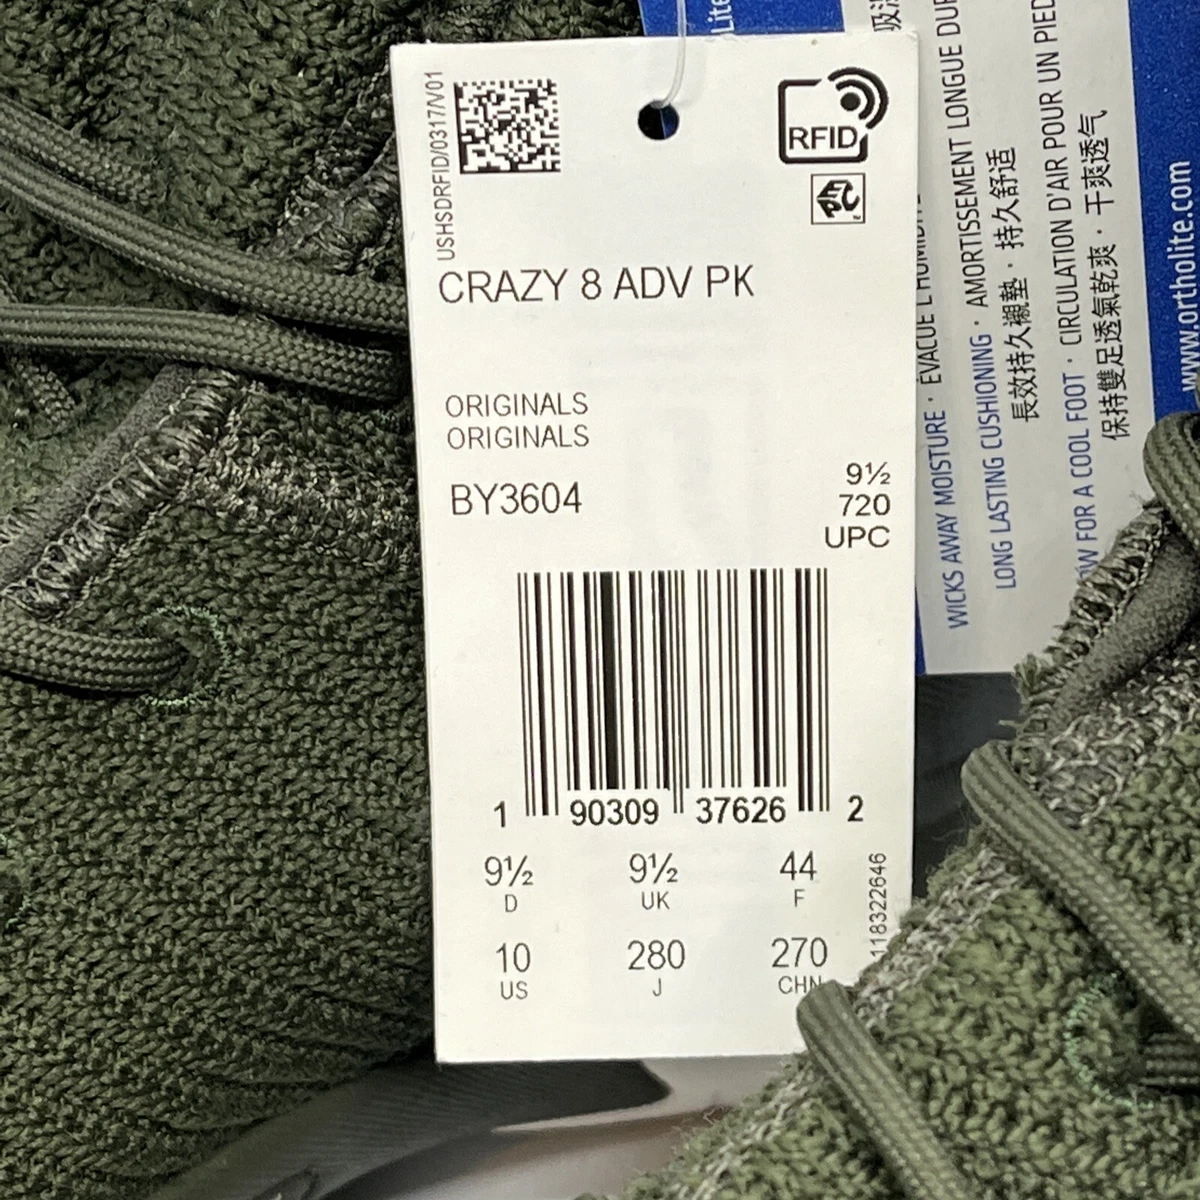 USHSDRFID/0317/V01
RFID
CRAZY 8 ADV PK
ORIGINALS
ORIGINALS
BY3604
9½
720
UPC
1 90309 37626 2
9½ 9½ 44
D UK F
10 280 270
US J CHN
118322646
Lite
WICKS AWAY MOISTURE · ÉVACUE L'HUMIDITÉ
LONG LASTING CUSHIONING · AMORTISSEMENT LONGUE
長效持久襯墊 · 持久舒适
FOR A COOL FOOT · CIRCULATION D'AIR POUR UN PIED
保持雙足透氣乾爽 · 干爽透气
www.ortholite.com